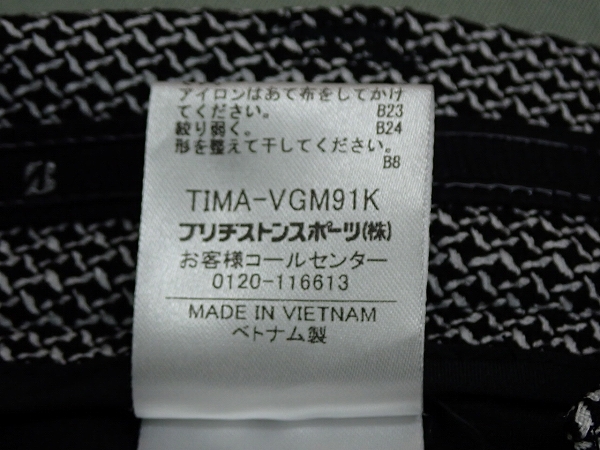 アイロンはあて布をしてかけ
てください。 B23
絞り弱く。 B24
形を整えて干してください。
B8
TIMA-VGM91K
ブリヂストンスポーツ(株)
お客様コールセンター
0120-116613
MADE IN VIETNAM
ベトナム製